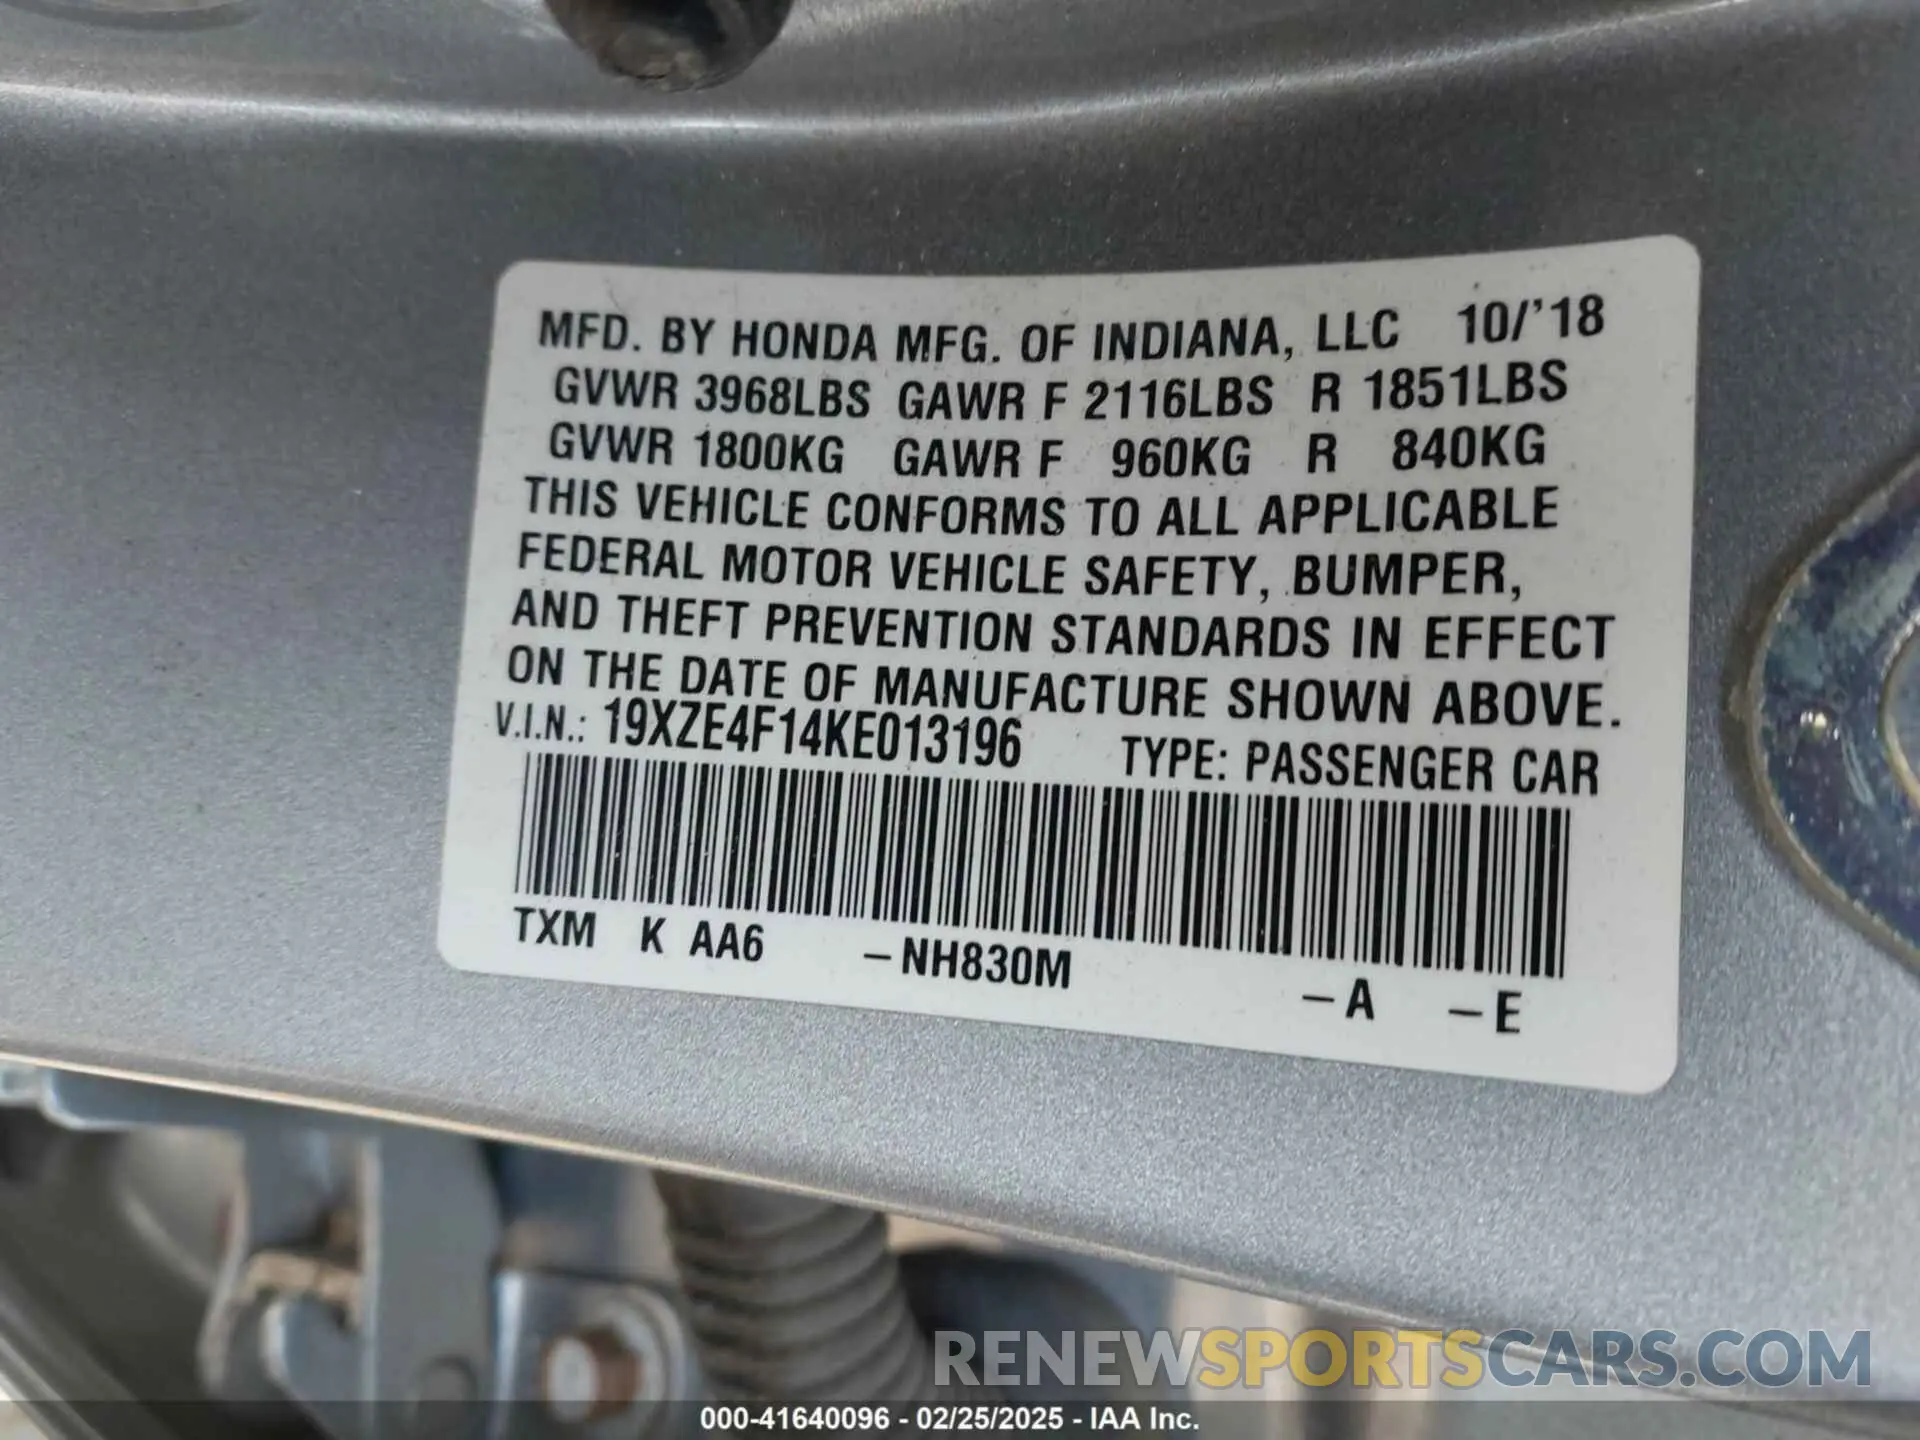 MFD. BY HONDA MFG. OF INDIANA, LLC 10/'18
GVWR 3968LBS GAWR F 2116LBS R 1851LBS
GVWR 1800KG GAWR F 960KG R 840KG
THIS VEHICLE CONFORMS TO ALL APPLICABLE
FEDERAL MOTOR VEHICLE SAFETY, BUMPER,
AND THEFT PREVENTION STANDARDS IN EFFECT
ON THE DATE OF MANUFACTURE SHOWN ABOVE.
V.I.N.: 19XZE4F14KE013196 TYPE: PASSENGER CAR
TXM K AA6 -NH830M -A -E
RENEWSPORTSCARS.COM
000-41640096 - 02/25/2025 - IAA Inc.